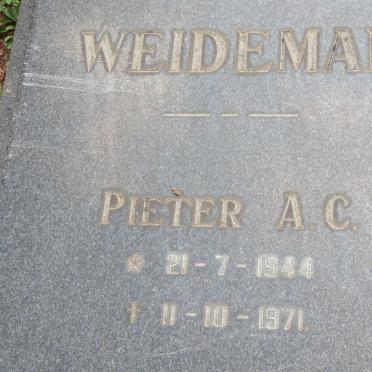 WEIDEMA
PIETER A.C.
* 21-7-1944
† 11-10-1971.